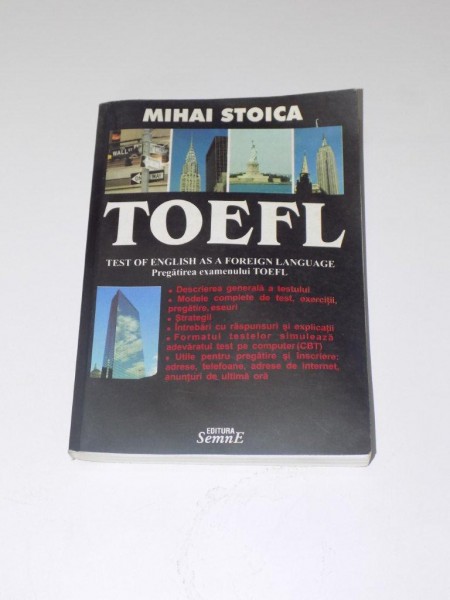 MIHAI STOICA
WALL ST
TOEFL
TEST OF ENGLISH AS A FOREIGN LANGUAGE
Pregătirea examenului TOEFL
• Descrierea generală a testului
• Modele complete de test, exerciții,
pregătire, eseuri
• Strategii
• Întrebări cu răspunsuri și explicații
• Formatul testelor simulează
adevăratul test pe computer (CBT)
• Utile pentru pregătire și înscriere;
adrese, telefoane, adrese de internet,
anunțuri de ultimă oră
EDITURA
SemnE